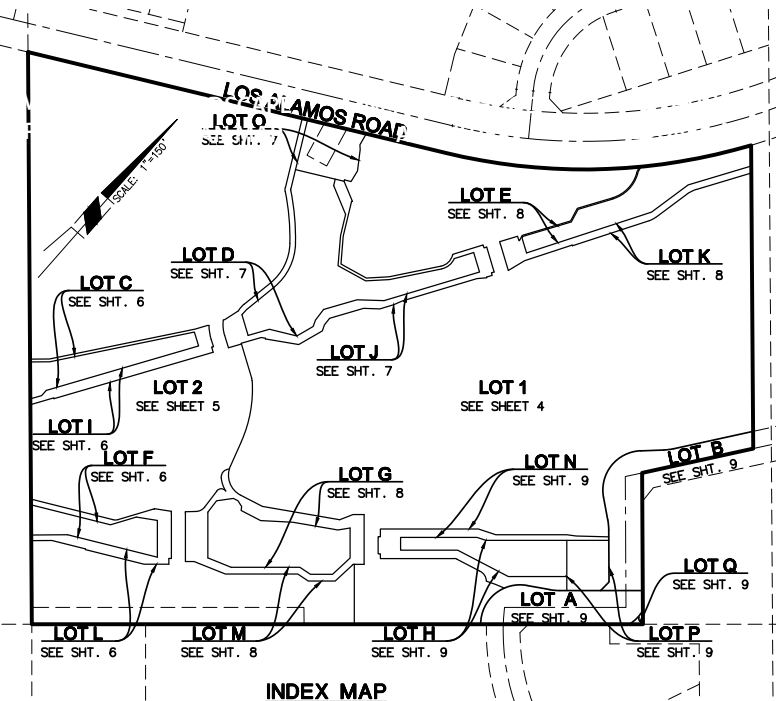 LOS ALAMOS ROAD
LOT O
SEE SHT. 7
SCALE: 1"=150'
LOT E
SEE SHT. 8
LOT D
SEE SHT. 7
LOT K
SEE SHT. 8
LOT C
SEE SHT. 6
LOT J
SEE SHT. 7
LOT 2
SEE SHEET 5
LOT 1
SEE SHEET 4
LOT I
SEE SHT. 6
LOT F
SEE SHT. 6
LOT B
SEE SHT. 9
LOT G
SEE SHT. 8
LOT N
SEE SHT. 9
LOT Q
SEE SHT. 9
LOT A
SEE SHT. 9
LOT L
SEE SHT. 6
LOT M
SEE SHT. 8
LOT H
SEE SHT. 9
LOT P
SEE SHT. 9
INDEX MAP